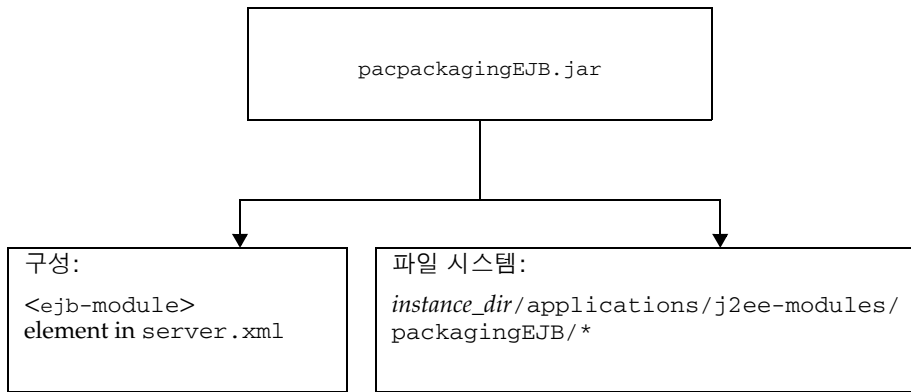 pacpackagingEJB.jar
구성:
<ejb-module>
element in server.xml
파일 시스템:
instance_dir/applications/j2ee-modules/
packagingEJB/*